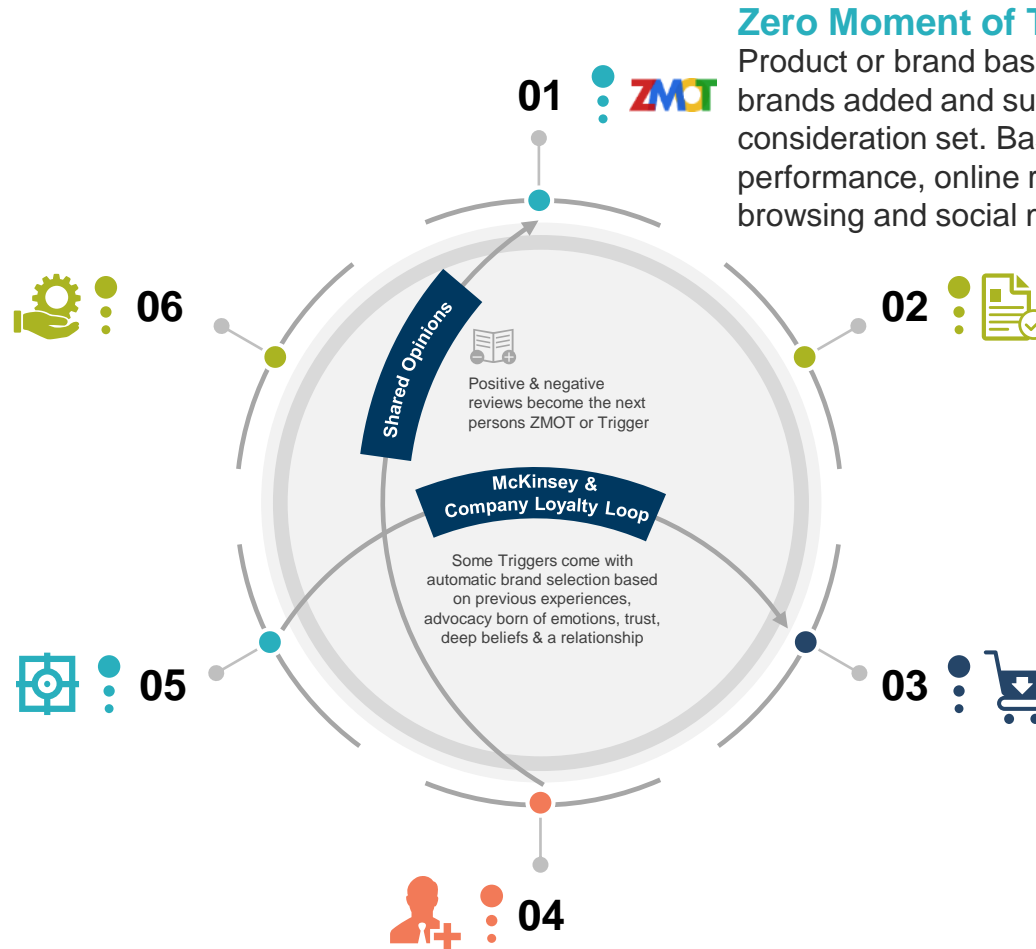 Zero Moment of
Product or brand
brands added and
consideration set.
performance, online
browsing and social
01
ZMOT
06
02
Shared Opinions
Positive & negative
reviews become the next
persons ZMOT or Trigger
McKinsey &
Company Loyalty Loop
Some Triggers come with
automatic brand selection based
on previous experiences,
advocacy born of emotions, trust,
deep beliefs & a relationship
05
03
04